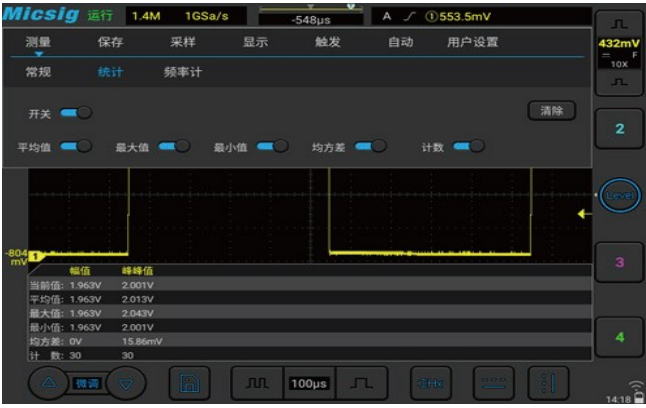 Micsig 运行 1.4M 1GSa/s -548μs A ①553.5mV
测量 保存 采样 显示 触发 自动 用户设置
432mV
F
10X
常规 统计 频率计
开关 清除
平均值 最大值 最小值 均方差 计数
2
Level
-804
mV
1
幅值 峰峰值
当前值: 1.963V 2.001V
平均值: 1.963V 2.013V
最大值: 1.963V 2.043V
最小值: 1.963V 2.001V
均方差: 0V 15.86mV
计 数: 30 30
3
4
微调 100μs
14:18